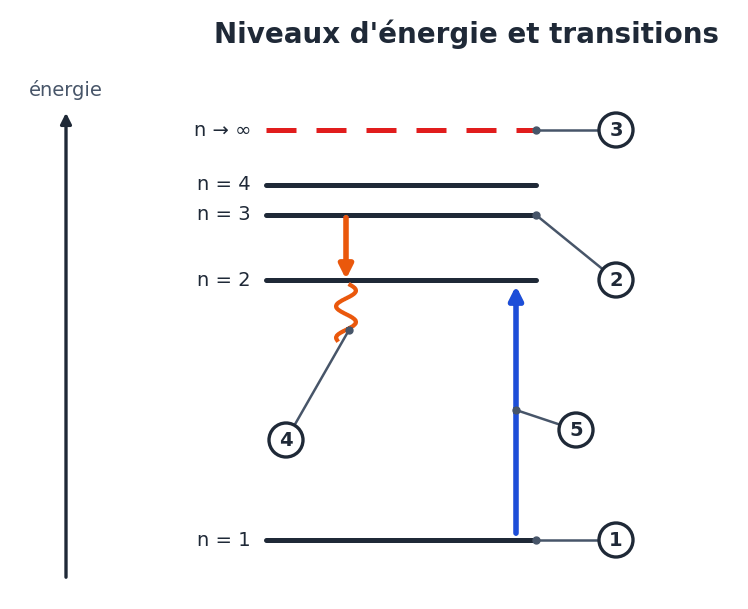 Niveaux d'énergie et transitions
énergie
n → ∞
3
n = 4
n = 3
n = 2
2
4
5
n = 1
1